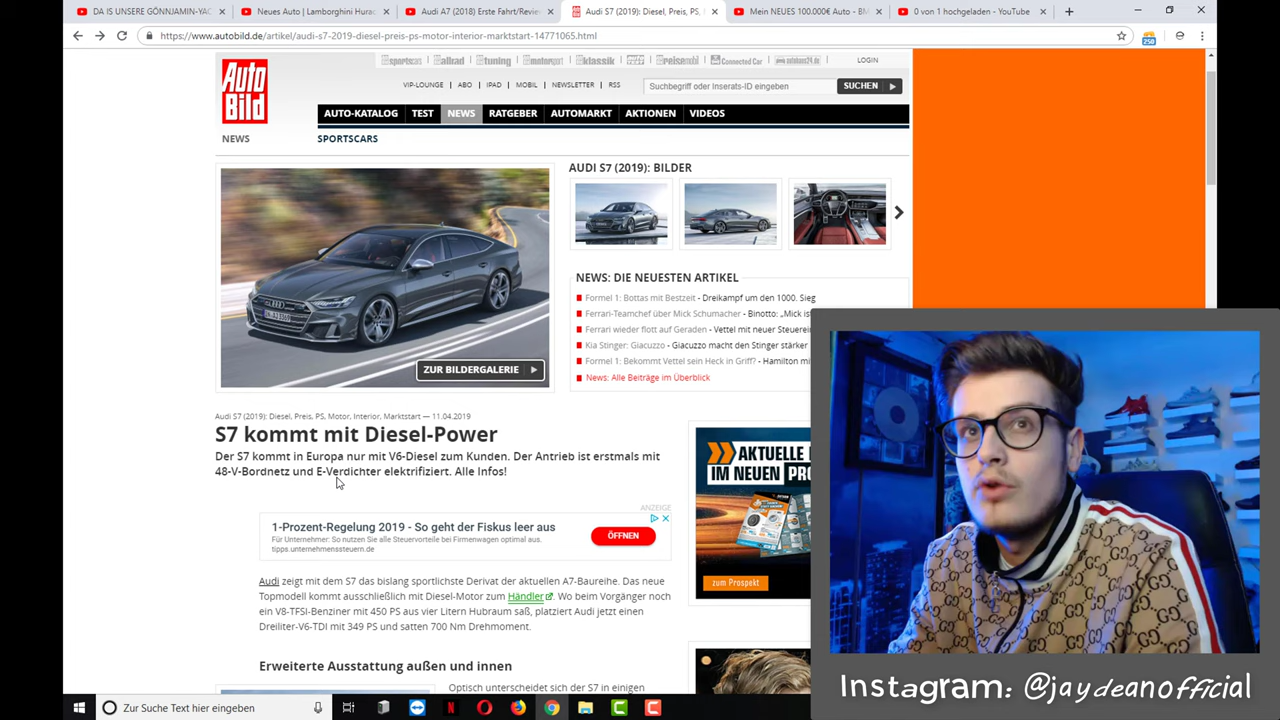 DA IS UNSERE GÖNNJAMIN-YAC
Neues Auto | Lamborghini Hurac
Audi A7 (2018) Erste Fahrt/Review
Audi S7 (2019): Diesel, Preis, PS,
Mein NEUES 100.000€ Auto - BM
0 von 1 hochgeladen - YouTube
https://www.autobild.de/artikel/audi-s7-2019-diesel-preis-ps-motor-interior-marktstart-14771065.html
250
sportscars
allrad
tuning
motorsport
klassik
reisemobil
Connected Car
autohaus24.de
LOGIN
Auto
Bild
VIP-LOUNGE
ABO
IPAD
MOBIL
NEWSLETTER
RSS
Suchbegriff oder Inserats-ID eingeben
SUCHEN
AUTO-KATALOG
TEST
NEWS
RATGEBER
AUTOMARKT
AKTIONEN
VIDEOS
NEWS
SPORTSCARS
AUDI S7 (2019): BILDER
ZUR BILDERGALERIE
NEWS: DIE NEUESTEN ARTIKEL
Formel 1: Bottas mit Bestzeit - Dreikampf um den 1000. Sieg
Ferrari-Teamchef über Mick Schumacher - Binotto: „Mick is
Ferrari wieder flott auf Geraden - Vettel mit neuer Steuerein
Kia Stinger: Giacuzzo - Giacuzzo macht den Stinger stärker
Formel 1: Bekommt Vettel sein Heck in Griff? - Hamilton mi
News: Alle Beiträge im Überblick
Audi S7 (2019): Diesel, Preis, PS, Motor, Interior, Marktstart — 11.04.2019
S7 kommt mit Diesel-Power
Der S7 kommt in Europa nur mit V6-Diesel zum Kunden. Der Antrieb ist erstmals mit
48-V-Bordnetz und E-Verdichter elektrifiziert. Alle Infos!
ANZEIGE
1-Prozent-Regelung 2019 - So geht der Fiskus leer aus
Für Unternehmer: So nutzen Sie alle Steuervorteile bei Firmenwagen optimal aus.
tipps.unternehmenssteuern.de
ÖFFNEN
AKTUELLE
IM NEUEN PRO
zum Prospekt
Audi zeigt mit dem S7 das bislang sportlichste Derivat der aktuellen A7-Baureihe. Das neue
Topmodell kommt ausschließlich mit Diesel-Motor zum Händler. Wo beim Vorgänger noch
ein V8-TFSI-Benziner mit 450 PS aus vier Litern Hubraum saß, platziert Audi jetzt einen
Dreiliter-V6-TDI mit 349 PS und satten 700 Nm Drehmoment.
Erweiterte Ausstattung außen und innen
Optisch unterscheidet sich der S7 in einigen
Instagram: @jaydeanofficial
Zur Suche Text hier eingeben